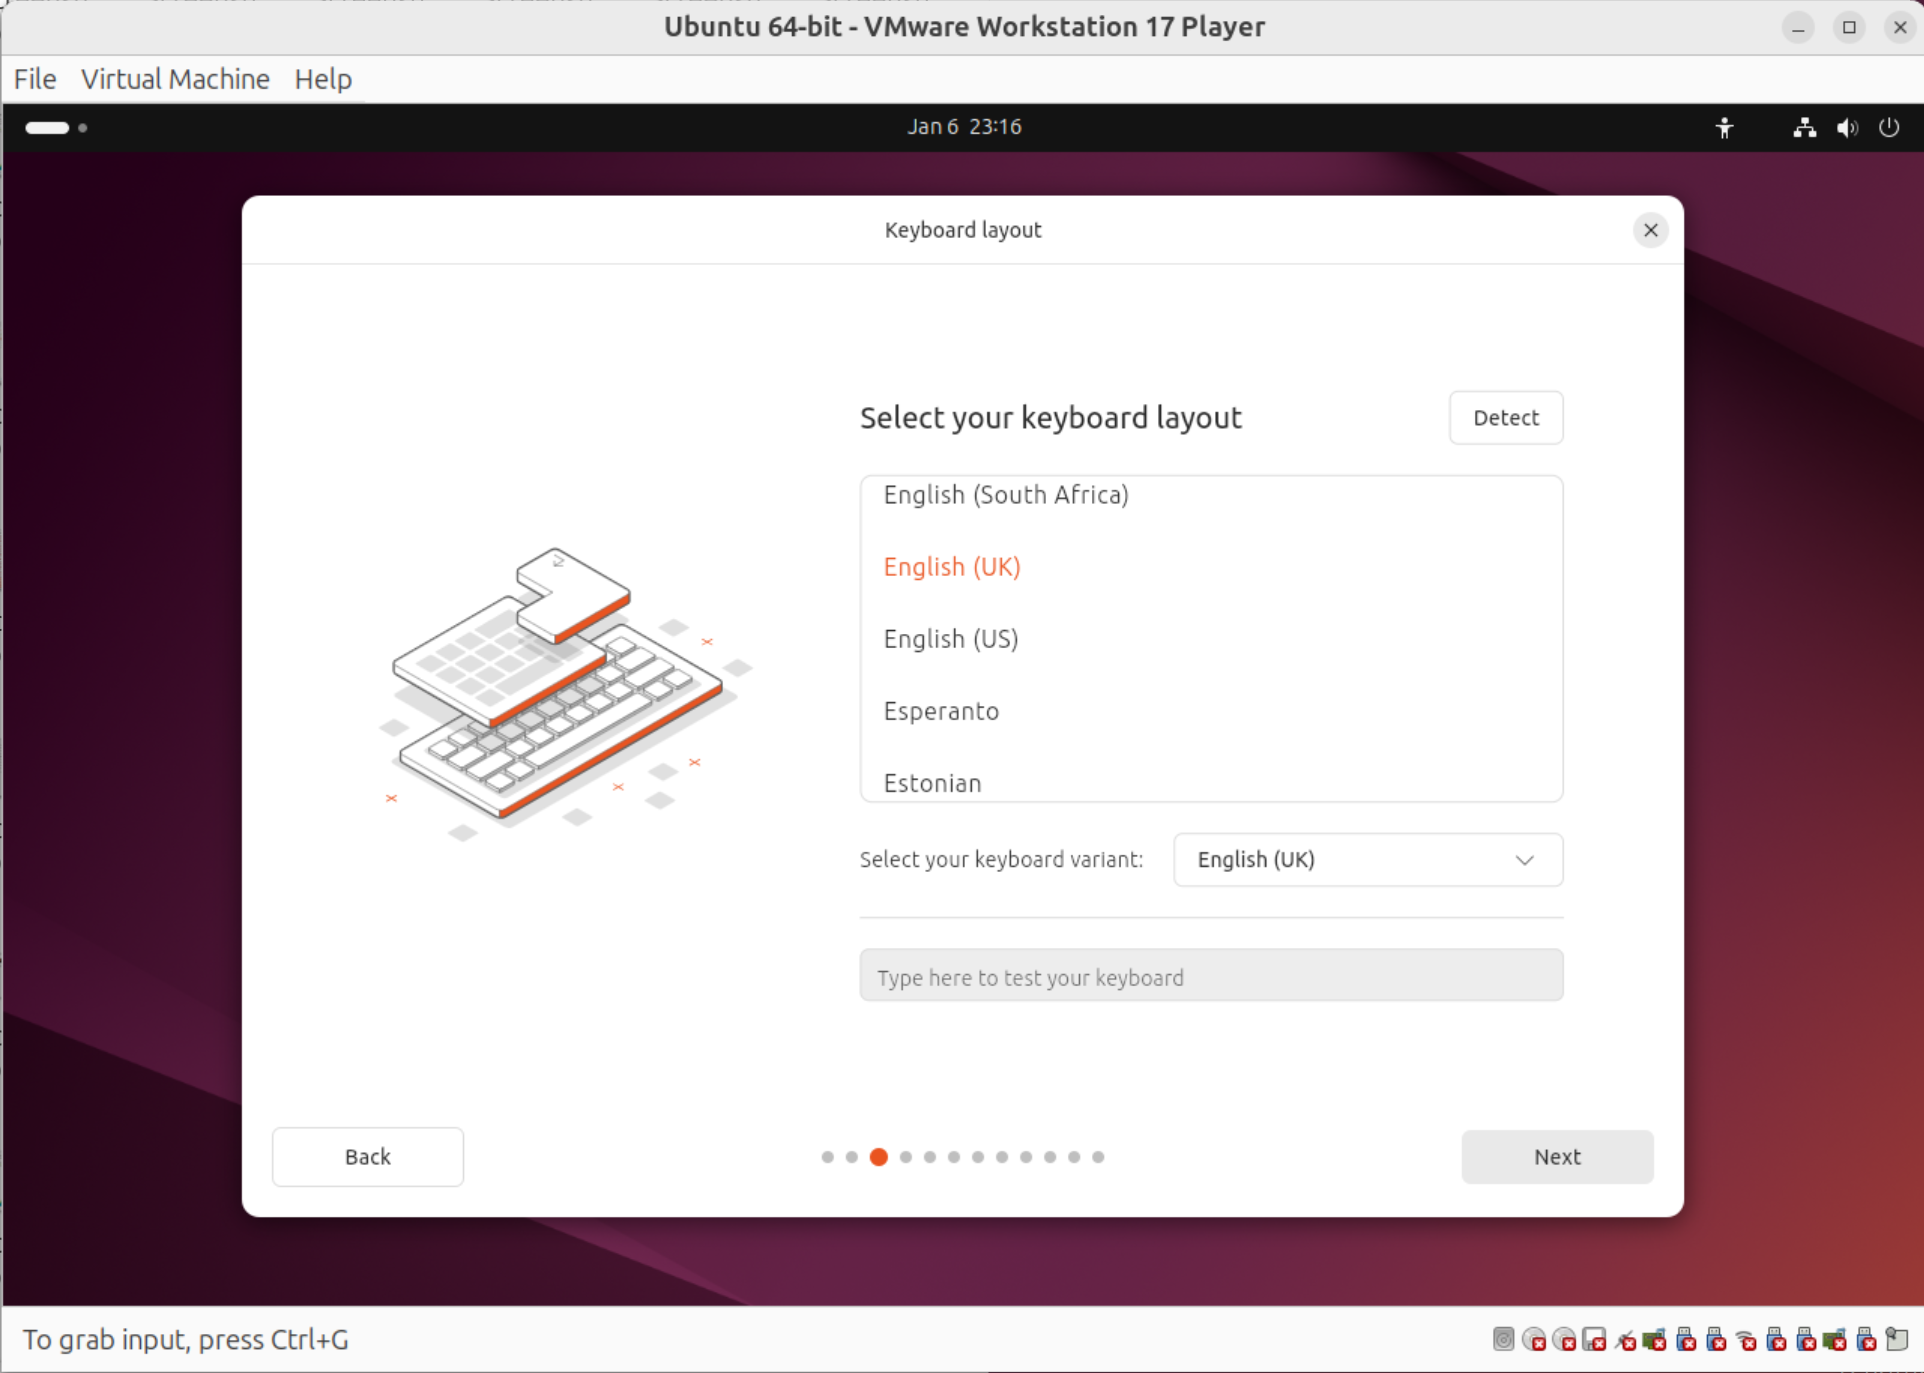 Ubuntu 64-bit - VMware Workstation 17 Player
File Virtual Machine Help
Jan 6 23:16
Keyboard layout
Select your keyboard layout
Detect
English (South Africa)
English (UK)
English (US)
Esperanto
Estonian
Select your keyboard variant:
English (UK)
Type here to test your keyboard
Back
Next
To grab input, press Ctrl+G